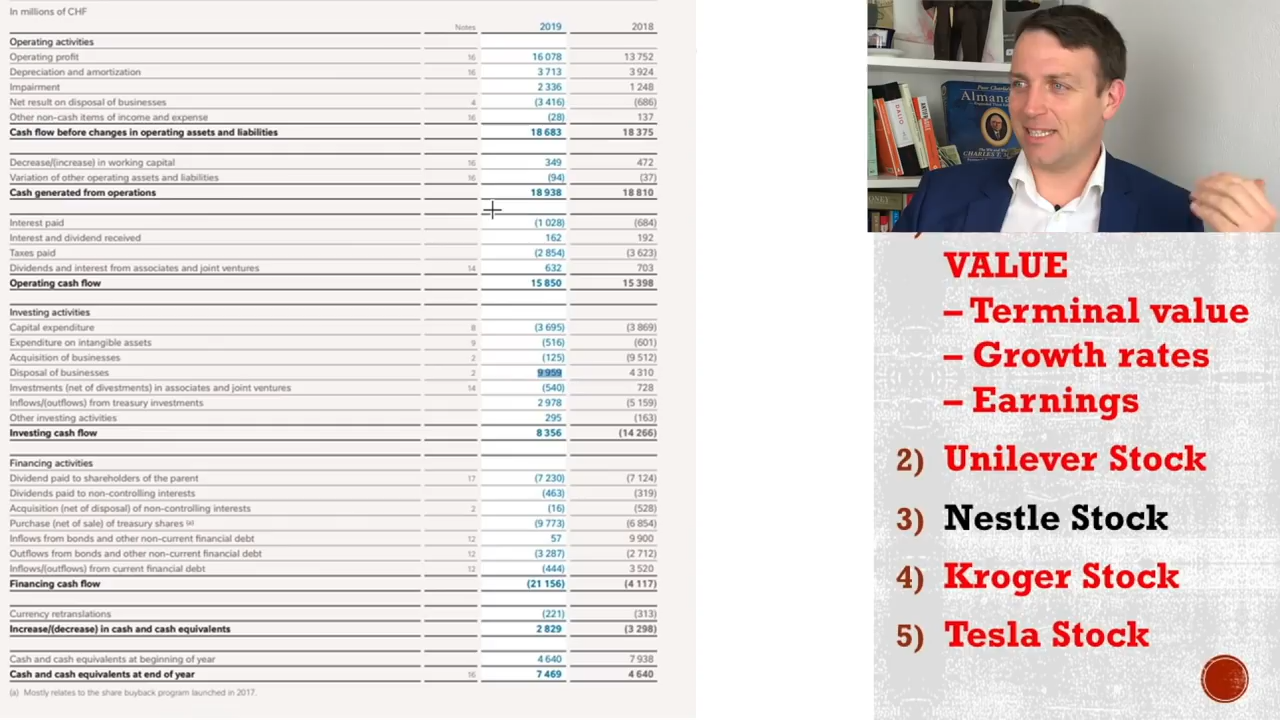 In millions of CHF
Notes 2019 2018
Operating activities
Operating profit 16 16 078 13 752
Depreciation and amortization 16 3 713 3 924
Impairment 2 336 1 248
Net result on disposal of businesses 4 (3 416) (686)
Other non-cash items of income and expense 16 (28) 137
Cash flow before changes in operating assets and liabilities 18 683 18 375
Decrease/(increase) in working capital 16 349 472
Variation of other operating assets and liabilities 16 (94) (37)
Cash generated from operations 18 938 18 810
Interest paid (1 028) (684)
Interest and dividend received 162 192
Taxes paid (2 854) (3 623)
Dividends and interest from associates and joint ventures 14 632 703
Operating cash flow 15 850 15 398
Investing activities
Capital expenditure 8 (3 695) (3 869)
Expenditure on intangible assets 9 (516) (601)
Acquisition of businesses 2 (125) (9 512)
Disposal of businesses 2 9 959 4 310
Investments (net of divestments) in associates and joint ventures 14 (540) 728
Inflows/(outflows) from treasury investments 2 978 (5 159)
Other investing activities 295 (163)
Investing cash flow 8 356 (14 266)
Financing activities
Dividend paid to shareholders of the parent 17 (7 230) (7 124)
Dividends paid to non-controlling interests (463) (319)
Acquisition (net of disposal) of non-controlling interests 2 (16) (528)
Purchase (net of sale) of treasury shares (a) (9 773) (6 854)
Inflows from bonds and other non-current financial debt 12 57 9 900
Outflows from bonds and other non-current financial debt 12 (3 287) (2 712)
Inflows/(outflows) from current financial debt 12 (444) 3 520
Financing cash flow (21 156) (4 117)
Currency retranslations (221) (313)
Increase/(decrease) in cash and cash equivalents 2 829 (3 298)
Cash and cash equivalents at beginning of year 4 640 7 938
Cash and cash equivalents at end of year 16 7 469 4 640
(a) Mostly relates to the share buyback program launched in 2017.
Poor Charlie's
Almana
CHARLES T.
DALIO
VALUE
– Terminal value
– Growth rates
– Earnings
2) Unilever Stock
3) Nestle Stock
4) Kroger Stock
5) Tesla Stock